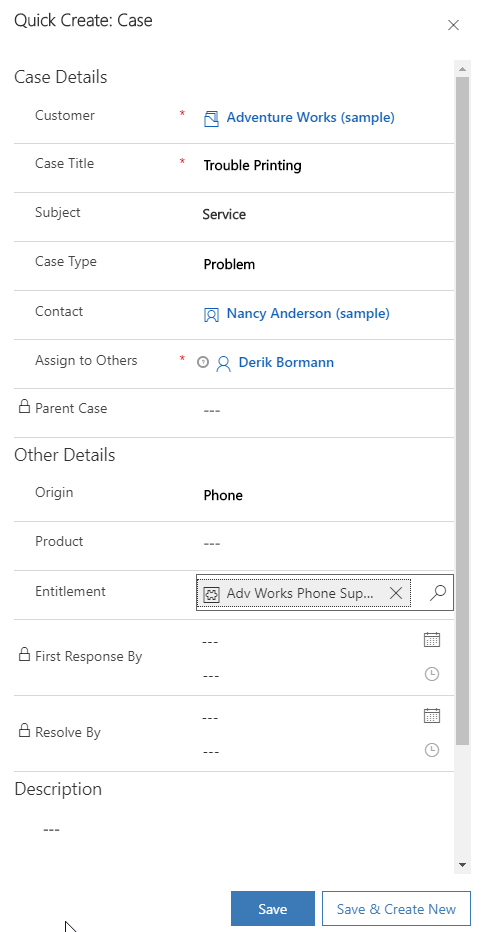 Quick Create: Case
Case Details
Customer * Adventure Works (sample)
Case Title * Trouble Printing
Subject Service
Case Type Problem
Contact Nancy Anderson (sample)
Assign to Others * Derik Bormann
Parent Case ---
Other Details
Origin Phone
Product ---
Entitlement Adv Works Phone Sup...
---
First Response By
---
---
Resolve By
---
Description
---
Save Save & Create New